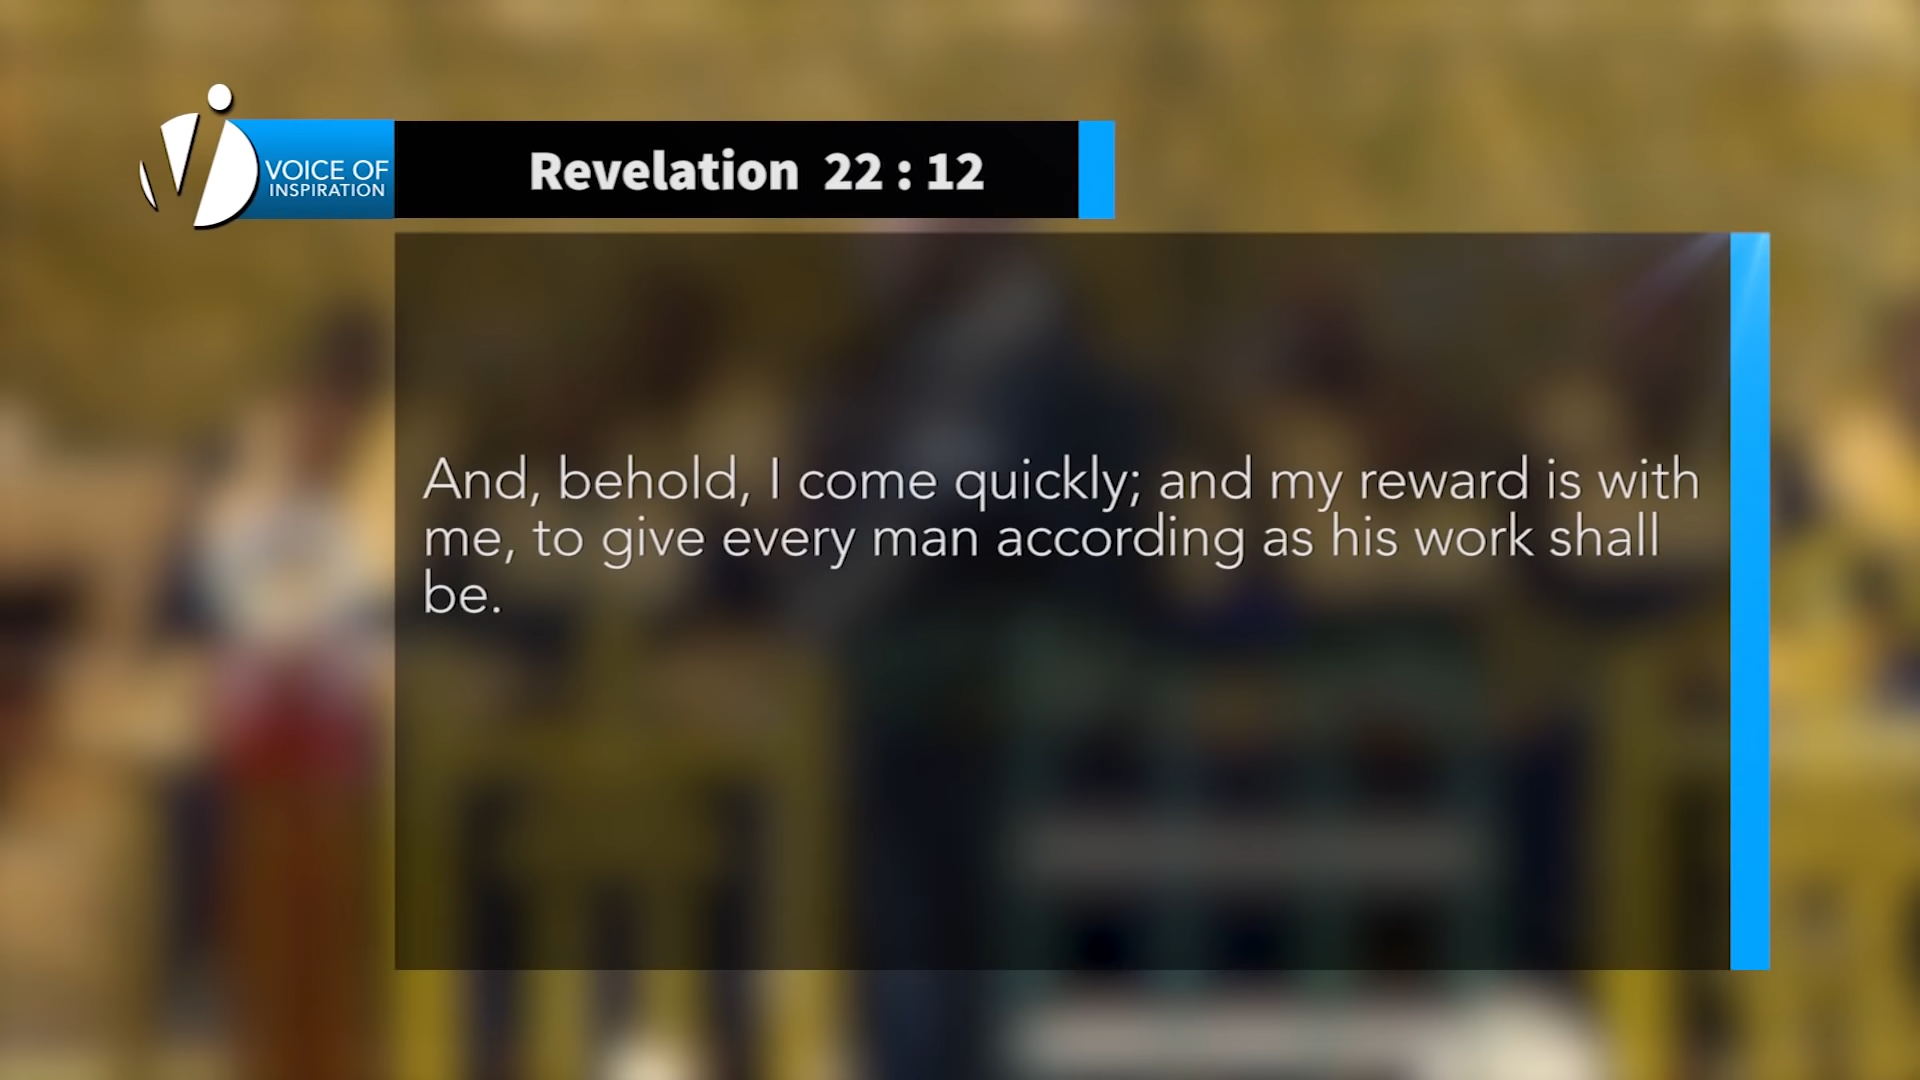 VOICE OF
INSPIRATION
Revelation 22 : 12
And, behold, I come quickly; and my reward is with
me, to give every man according as his work shall
be.